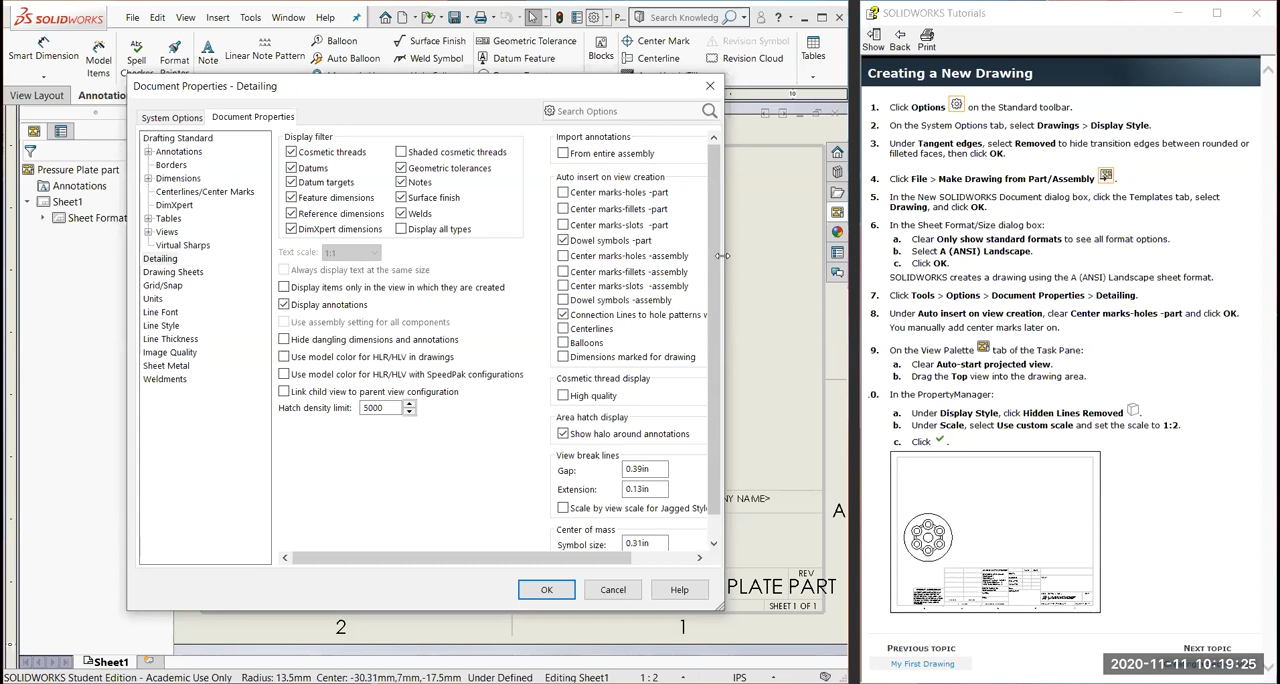 SOLIDWORKS File Edit View Insert Tools Window Help P... Search Knowledg
Smart Dimension Model Items Spell Format Note Linear Note Pattern Balloon Auto Balloon Surface Finish Weld Symbol Geometric Tolerance Datum Feature Blocks Center Mark Centerline Revision Symbol Revision Cloud Tables
View Layout Annotatio
Document Properties - Detailing
System Options Document Properties Search Options
Pressure Plate part
Annotations
Sheet1
Sheet Format
Drafting Standard
Annotations
Borders
Dimensions
Centerlines/Center Marks
DimXpert
Tables
Views
Virtual Sharps
Detailing
Drawing Sheets
Grid/Snap
Units
Line Font
Line Style
Line Thickness
Image Quality
Sheet Metal
Weldments
Display filter
Cosmetic threads Shaded cosmetic threads
Datums Geometric tolerances
Datum targets Notes
Feature dimensions Surface finish
Reference dimensions Welds
DimXpert dimensions Display all types
Text scale: 1:1
Always display text at the same size
Display items only in the view in which they are created
Display annotations
Use assembly setting for all components
Hide dangling dimensions and annotations
Use model color for HLR/HLV in drawings
Use model color for HLR/HLV with SpeedPak configurations
Link child view to parent view configuration
Hatch density limit: 5000
Import annotations
From entire assembly
Auto insert on view creation
Center marks-holes -part
Center marks-fillets -part
Center marks-slots -part
Dowel symbols -part
Center marks-holes -assembly
Center marks-fillets -assembly
Center marks-slots -assembly
Dowel symbols -assembly
Connection Lines to hole patterns w
Centerlines
Balloons
Dimensions marked for drawing
Cosmetic thread display
High quality
Area hatch display
Show halo around annotations
View break lines
Gap: 0.39in
Extension: 0.13in
Scale by view scale for Jagged Style
Center of mass
Symbol size: 0.31in
OK Cancel Help
10
NY NAME>
A
REV
PLATE PART
SHEET 1 OF 1
2 1
Sheet1
SOLIDWORKS Student Edition - Academic Use Only Radius: 13.5mm Center: -30.31mm,7mm,-17.5mm Under Defined Editing Sheet1 1 : 2 IPS
SOLIDWORKS Tutorials
Show Back Print
Creating a New Drawing
1. Click Options on the Standard toolbar.
2. On the System Options tab, select Drawings > Display Style.
3. Under Tangent edges, select Removed to hide transition edges between rounded or
filleted faces, then click OK.
4. Click File > Make Drawing from Part/Assembly .
5. In the New SOLIDWORKS Document dialog box, click the Templates tab, select
Drawing, and click OK.
6. In the Sheet Format/Size dialog box:
a. Clear Only show standard formats to see all format options.
b. Select A (ANSI) Landscape.
c. Click OK.
SOLIDWORKS creates a drawing using the A (ANSI) Landscape sheet format.
7. Click Tools > Options > Document Properties > Detailing.
8. Under Auto insert on view creation, clear Center marks-holes -part and click OK.
You manually add center marks later on.
9. On the View Palette tab of the Task Pane:
a. Clear Auto-start projected view.
b. Drag the Top view into the drawing area.
.0. In the PropertyManager:
a. Under Display Style, click Hidden Lines Removed .
b. Under Scale, select Use custom scale and set the scale to 1:2.
c. Click .
PREVIOUS TOPIC NEXT TOPIC
My First Drawing
2020-11-11 10:19:25